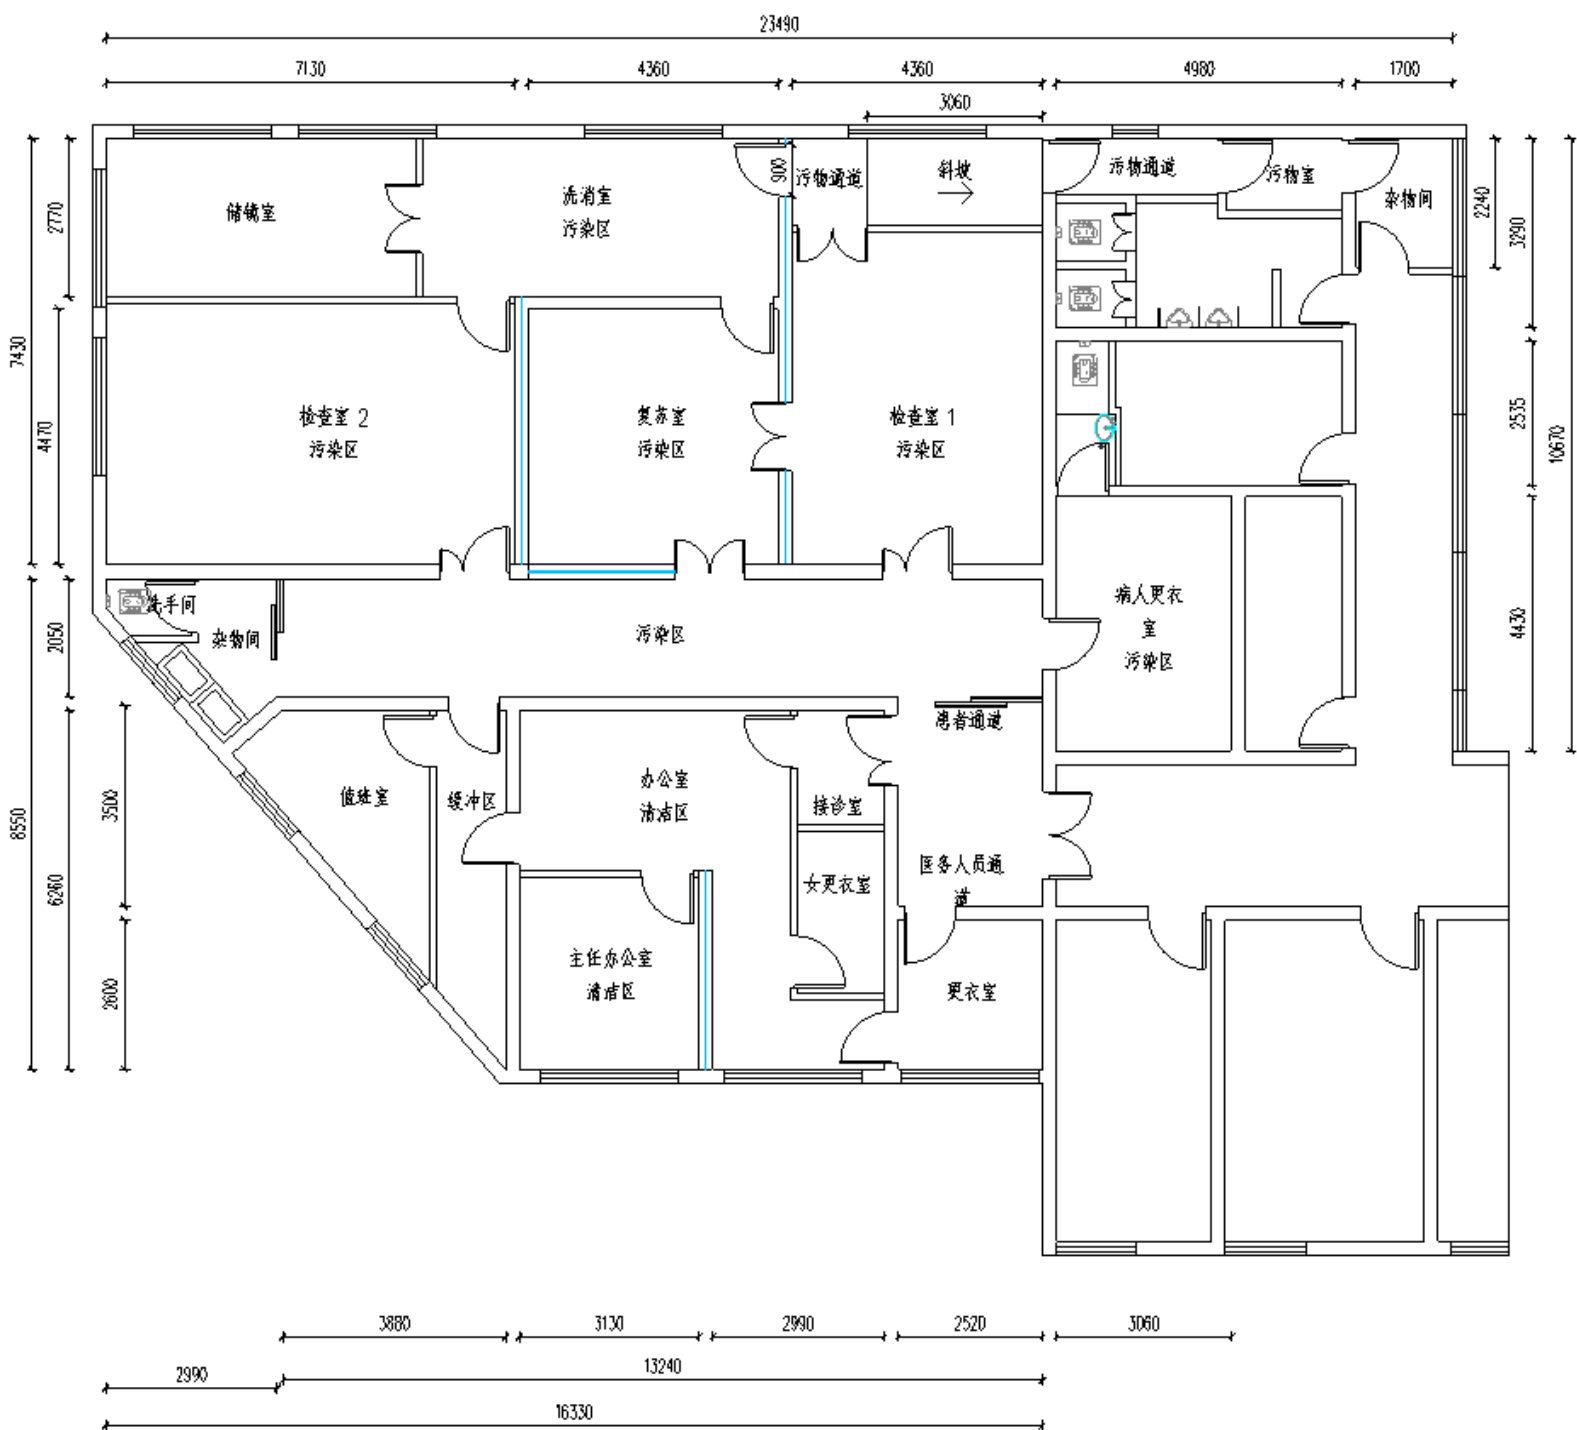 23490
7130
4360
4360
4980
1700
3060
900
污物通道
斜坡
污物通道
污物室
杂物间
储镜室
洗消室
污染区
2770
2240
3290
7430
4470
检查室 2
污染区
复苏室
污染区
检查室 1
污染区
2535
10670
洗手间
杂物间
污染区
病人更衣
室
污染区
4430
2050
患者通道
值班室
缓冲区
办公室
清洁区
接诊室
3500
8550
6260
医务人员通
道
女更衣室
主任办公室
清洁区
更衣室
2600
3880
3130
2990
2520
3060
2990
13240
16330